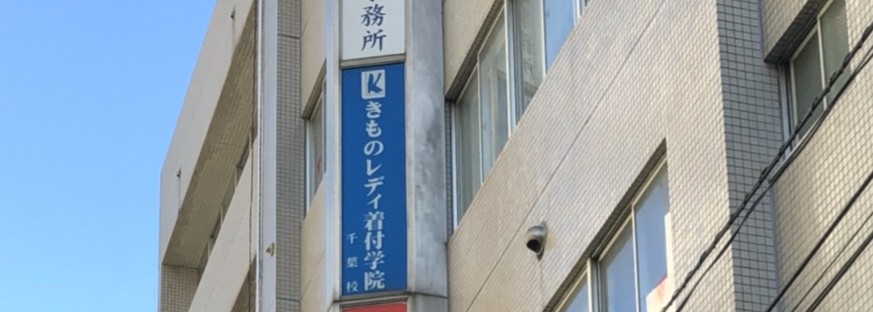 務所
K
きものレディ着付学院
千葉校